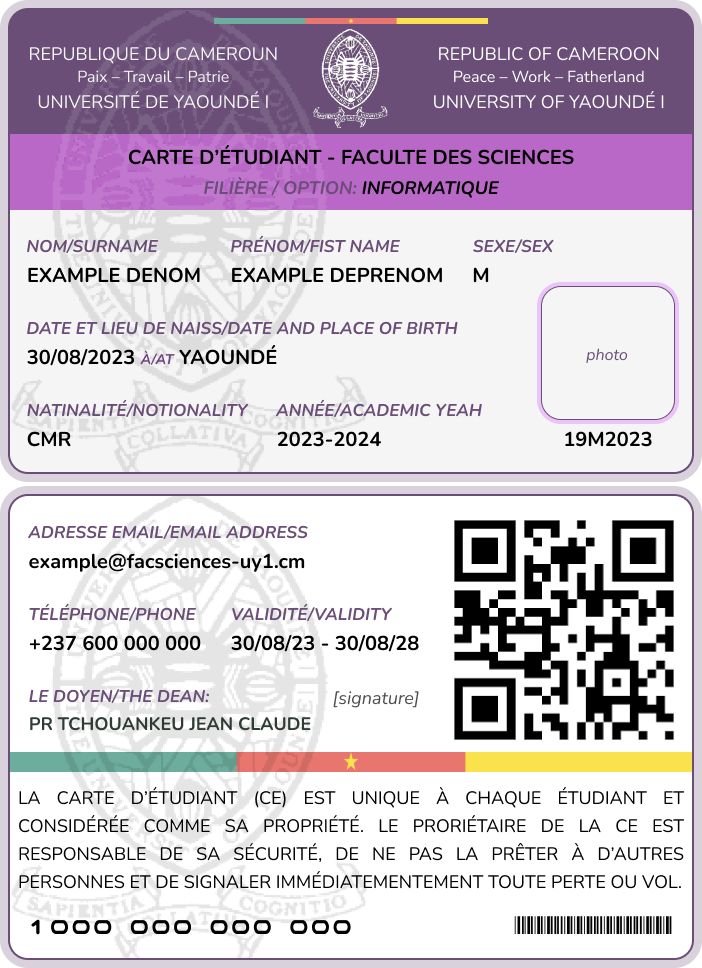 REPUBLIQUE DU CAMEROUN
Paix – Travail – Patrie
UNIVERSITÉ DE YAOUNDÉ I
REPUBLIC OF CAMEROON
Peace – Work – Fatherland
UNIVERSITY OF YAOUNDÉ I
CARTE D'ÉTUDIANT - FACULTE DES SCIENCES
FILIÈRE / OPTION: INFORMATIQUE
NOM/SURNAME PRÉNOM/FIST NAME SEXE/SEX
EXAMPLE DENOM EXAMPLE DEPRENOM M
DATE ET LIEU DE NAISS/DATE AND PLACE OF BIRTH
30/08/2023 À/AT YAOUNDÉ
photo
NATINALITÉ/NOTIONALITY ANNÉE/ACADEMIC YEAH
CMR 2023-2024 19M2023
SAPIENTIA COLLATIVA COGNITIO
ADRESSE EMAIL/EMAIL ADDRESS
example@facsciences-uy1.cm
TÉLÉPHONE/PHONE VALIDITÉ/VALIDITY
+237 600 000 000 30/08/23 - 30/08/28
LE DOYEN/THE DEAN: [signature]
PR TCHOUANKEU JEAN CLAUDE
LA CARTE D'ÉTUDIANT (CE) EST UNIQUE À CHAQUE ÉTUDIANT ET
CONSIDÉRÉE COMME SA PROPRIÉTÉ. LE PRORIÉTAIRE DE LA CE EST
RESPONSABLE DE SA SÉCURITÉ, DE NE PAS LA PRÊTER À D'AUTRES
PERSONNES ET DE SIGNALER IMMÉDIATEMENTEMENT TOUTE PERTE OU VOL.
SAPIENTIA COLLATIVA COGNITIO
1000 000 000 000